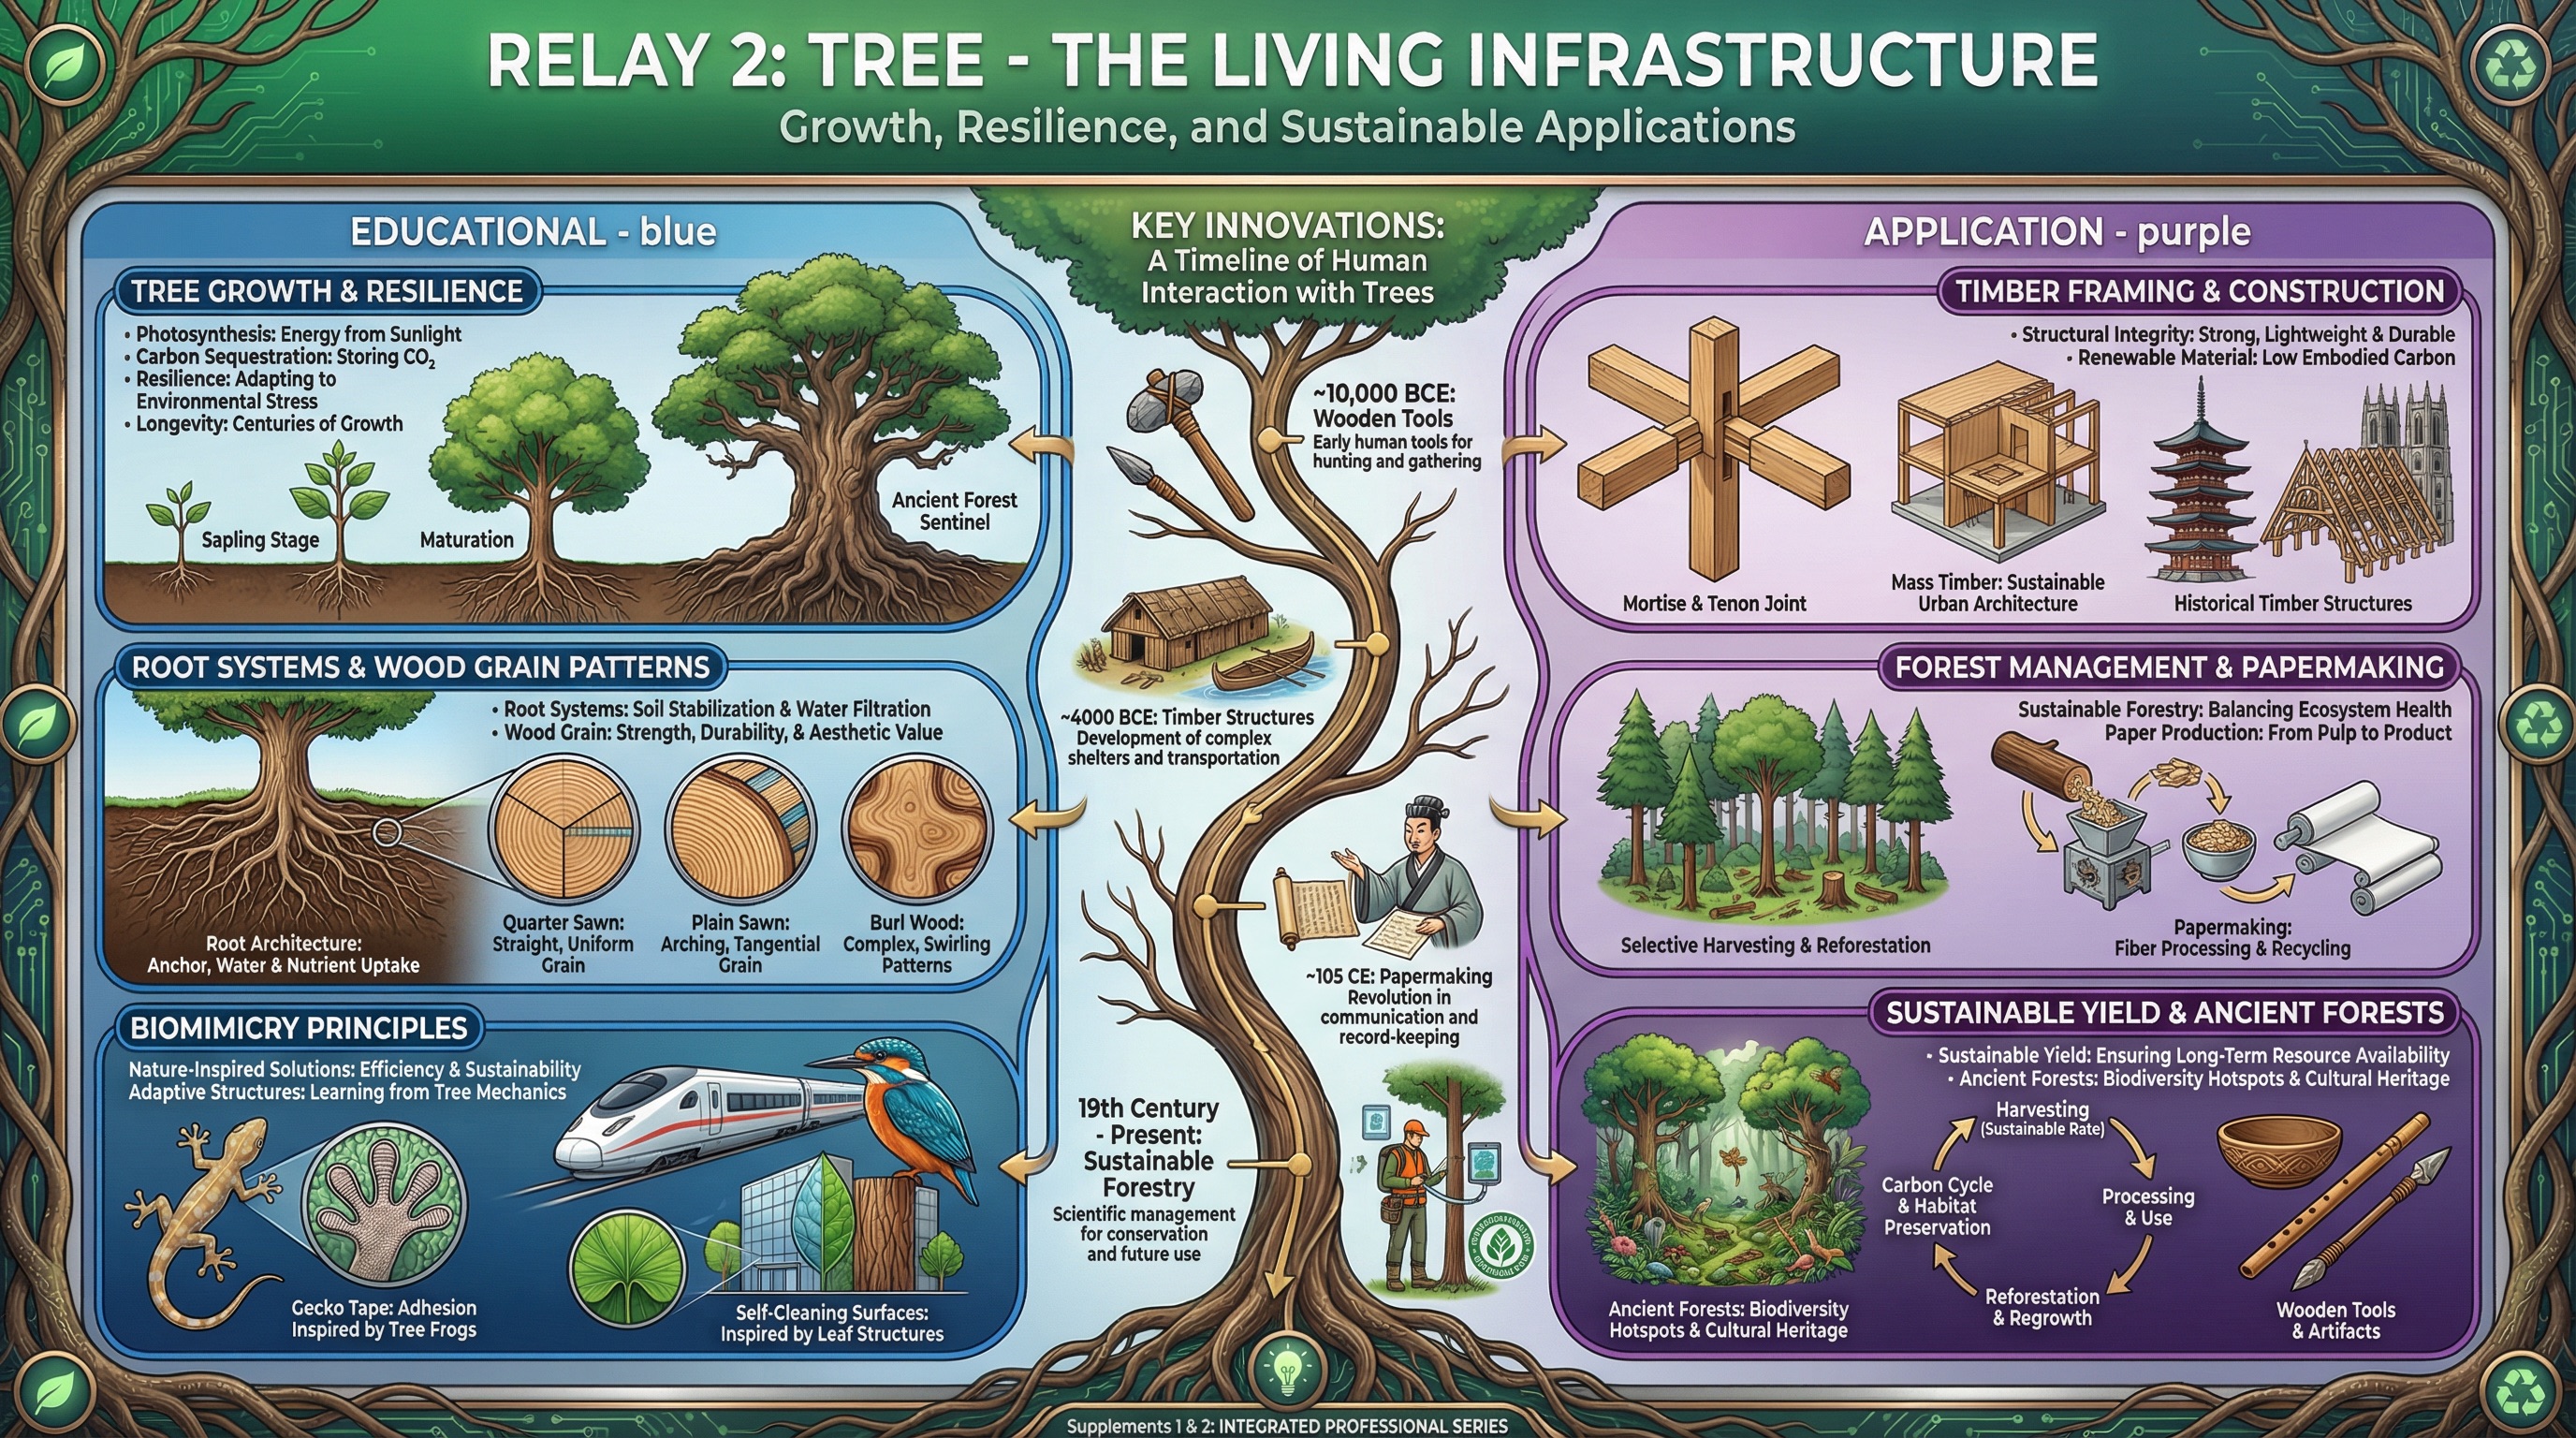 RELAY 2: TREE - THE LIVING INFRASTRUCTURE
Growth, Resilience, and Sustainable Applications
EDUCATIONAL - blue
TREE GROWTH & RESILIENCE
• Photosynthesis: Energy from Sunlight
• Carbon Sequestration: Storing CO₂
• Resilience: Adapting to
Environmental Stress
• Longevity: Centuries of Growth
Sapling Stage
Maturation
Ancient Forest
Sentinel
ROOT SYSTEMS & WOOD GRAIN PATTERNS
• Root Systems: Soil Stabilization & Water Filtration
• Wood Grain: Strength, Durability, & Aesthetic Value
Root Architecture:
Anchor, Water & Nutrient Uptake
Quarter Sawn:
Straight, Uniform
Grain
Plain Sawn:
Arching, Tangential
Grain
Burl Wood:
Complex, Swirling
Patterns
BIOMIMICRY PRINCIPLES
Nature-Inspired Solutions: Efficiency & Sustainability
Adaptive Structures: Learning from Tree Mechanics
Gecko Tape: Adhesion
Inspired by Tree Frogs
Self-Cleaning Surfaces:
Inspired by Leaf Structures
KEY INNOVATIONS:
A Timeline of Human
Interaction with Trees
~10,000 BCE:
Wooden Tools
Early human tools for
hunting and gathering
~4000 BCE: Timber Structures
Development of complex
shelters and transportation
~105 CE: Papermaking
Revolution in
communication and
record-keeping
19th Century
- Present:
Sustainable
Forestry
Scientific management
for conservation
and future use
APPLICATION - purple
TIMBER FRAMING & CONSTRUCTION
• Structural Integrity: Strong, Lightweight & Durable
• Renewable Material: Low Embodied Carbon
Mortise & Tenon Joint
Mass Timber: Sustainable
Urban Architecture
Historical Timber Structures
FOREST MANAGEMENT & PAPERMAKING
Sustainable Forestry: Balancing Ecosystem Health
Paper Production: From Pulp to Product
Selective Harvesting & Reforestation
Papermaking:
Fiber Processing & Recycling
SUSTAINABLE YIELD & ANCIENT FORESTS
• Sustainable Yield: Ensuring Long-Term Resource Availability
• Ancient Forests: Biodiversity Hotspots & Cultural Heritage
Ancient Forests: Biodiversity
Hotspots & Cultural Heritage
Harvesting
(Sustainable Rate)
Processing
& Use
Reforestation
& Regrowth
Carbon Cycle
& Habitat
Preservation
Wooden Tools
& Artifacts
Supplements 1 & 2: INTEGRATED PROFESSIONAL SERIES